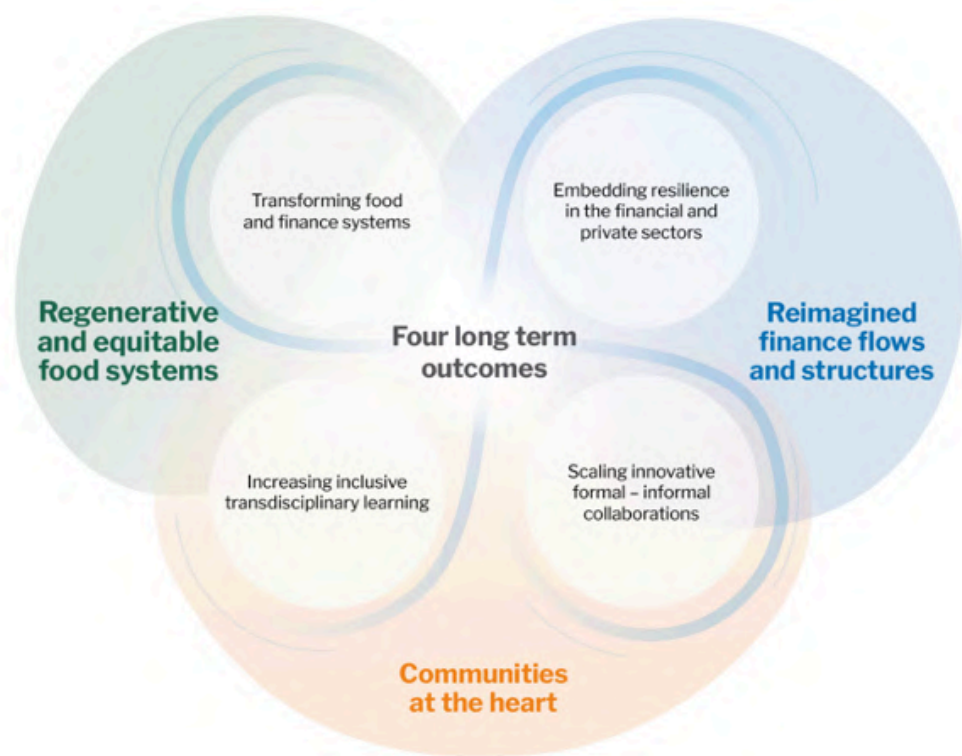 Transforming food
and finance systems
Embedding resilience
in the financial and
private sectors
Regenerative
and equitable
food systems
Four long term
outcomes
Reimagined
finance flows
and structures
Increasing inclusive
transdisciplinary learning
Scaling innovative
formal – informal
collaborations
Communities
at the heart